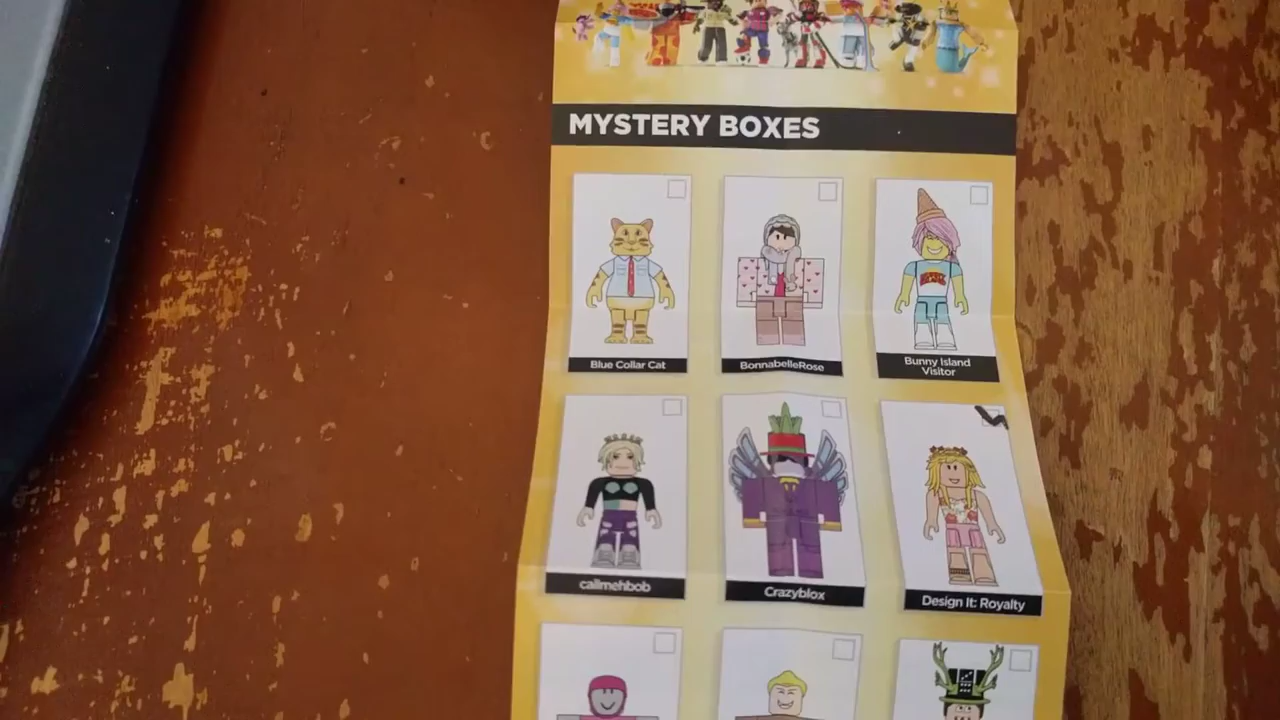 MYSTERY BOXES
Blue Collar Cat
BonnabelleRose
Bunny Island
Visitor
callmehbob
Crazyblox
Design It: Royalty